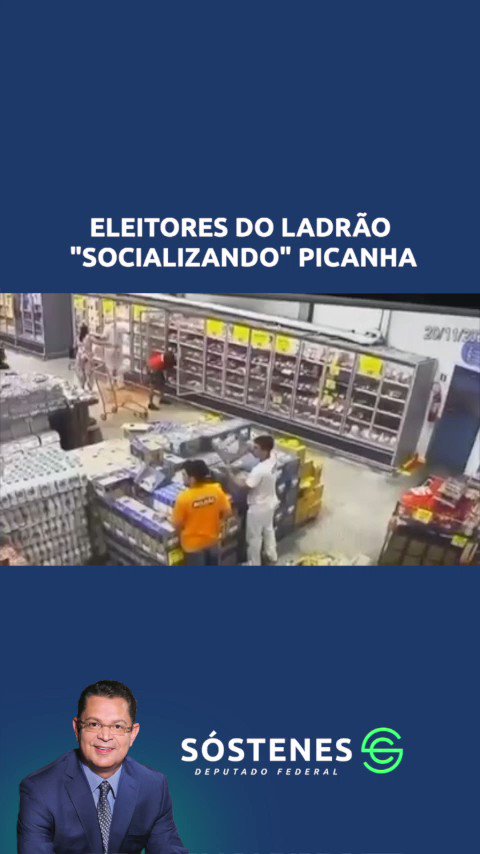 ELEITORES DO LADRÃO
"SOCIALIZANDO" PICANHA
20/11/20
SÓSTENES
DEPUTADO FEDERAL